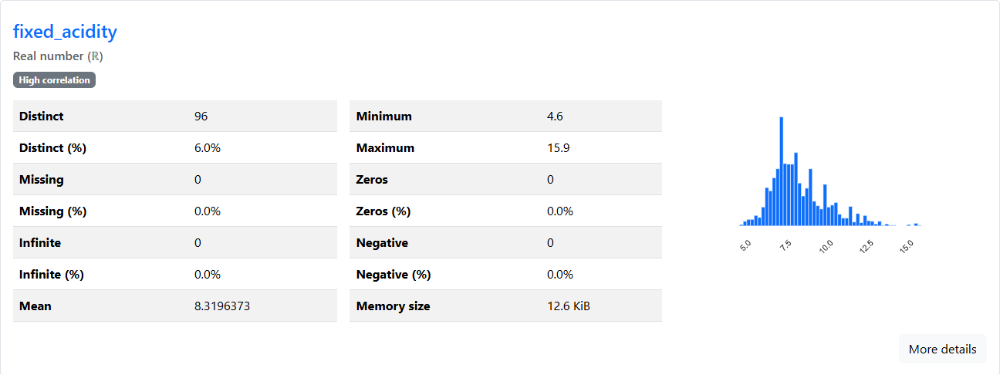 fixed_acidity
Real number (ℝ)
High correlation
Distinct 96
Distinct (%) 6.0%
Missing 0
Missing (%) 0.0%
Infinite 0
Infinite (%) 0.0%
Mean 8.3196373
Minimum 4.6
Maximum 15.9
Zeros 0
Zeros (%) 0.0%
Negative 0
Negative (%) 0.0%
Memory size 12.6 KiB
5.0 7.5 10.0 12.5 15.0
More details